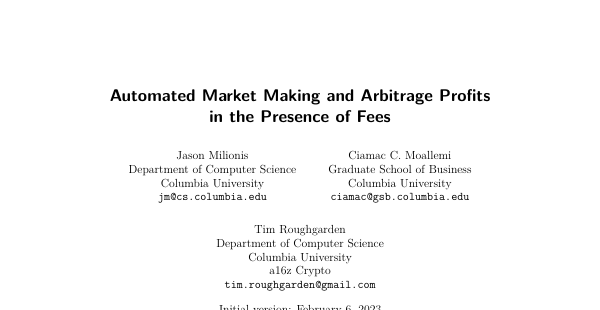 Automated Market Making and Arbitrage Profits
in the Presence of Fees
Jason Milionis
Department of Computer Science
Columbia University
jm@cs.columbia.edu
Ciamac C. Moallemi
Graduate School of Business
Columbia University
ciamac@gsb.columbia.edu
Tim Roughgarden
Department of Computer Science
Columbia University
a16z Crypto
tim.roughgarden@gmail.com
Initial version: February 6, 2023